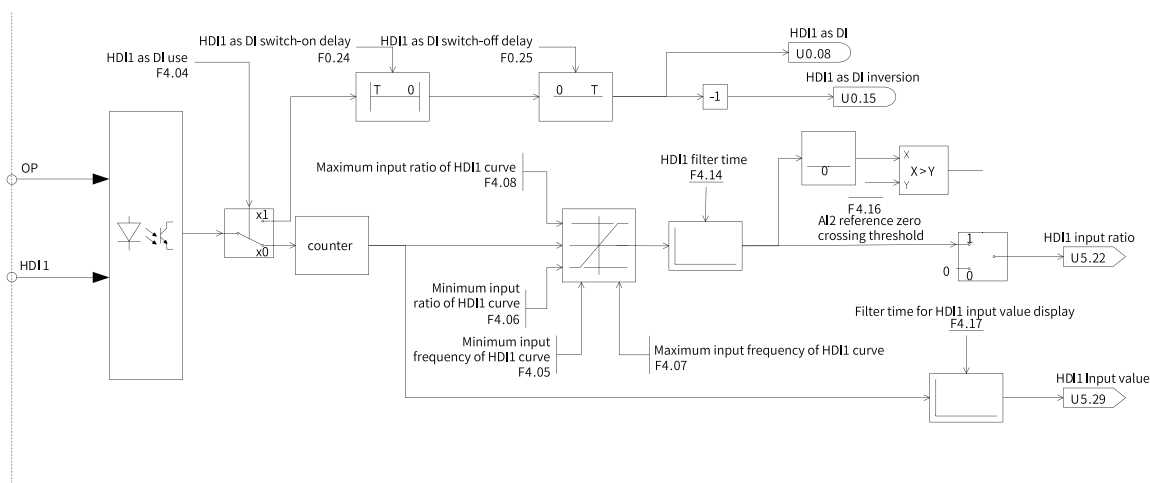 HDI1 as DI switch-on delay
F0.24
HDI1 as DI switch-off delay
F0.25
HDI1 as DI
U0.08
HDI1 as DI use
F4.04
HDI1 as DI inversion
U0.15
T 0
0 T
-1
OP
HDI1
x1
x0
counter
Maximum input ratio of HDI1 curve
F4.08
HDI1 filter time
F4.14
0
X
Y
X>Y
F4.16
AI2 reference zero
crossing threshold
1
0
0
HDI1 input ratio
U5.22
Minimum input
ratio of HDI1 curve
F4.06
Minimum input
frequency of HDI1 curve
F4.05
Maximum input frequency of HDI1 curve
F4.07
Filter time for HDI1 input value display
F4.17
HDI1 Input value
U5.29